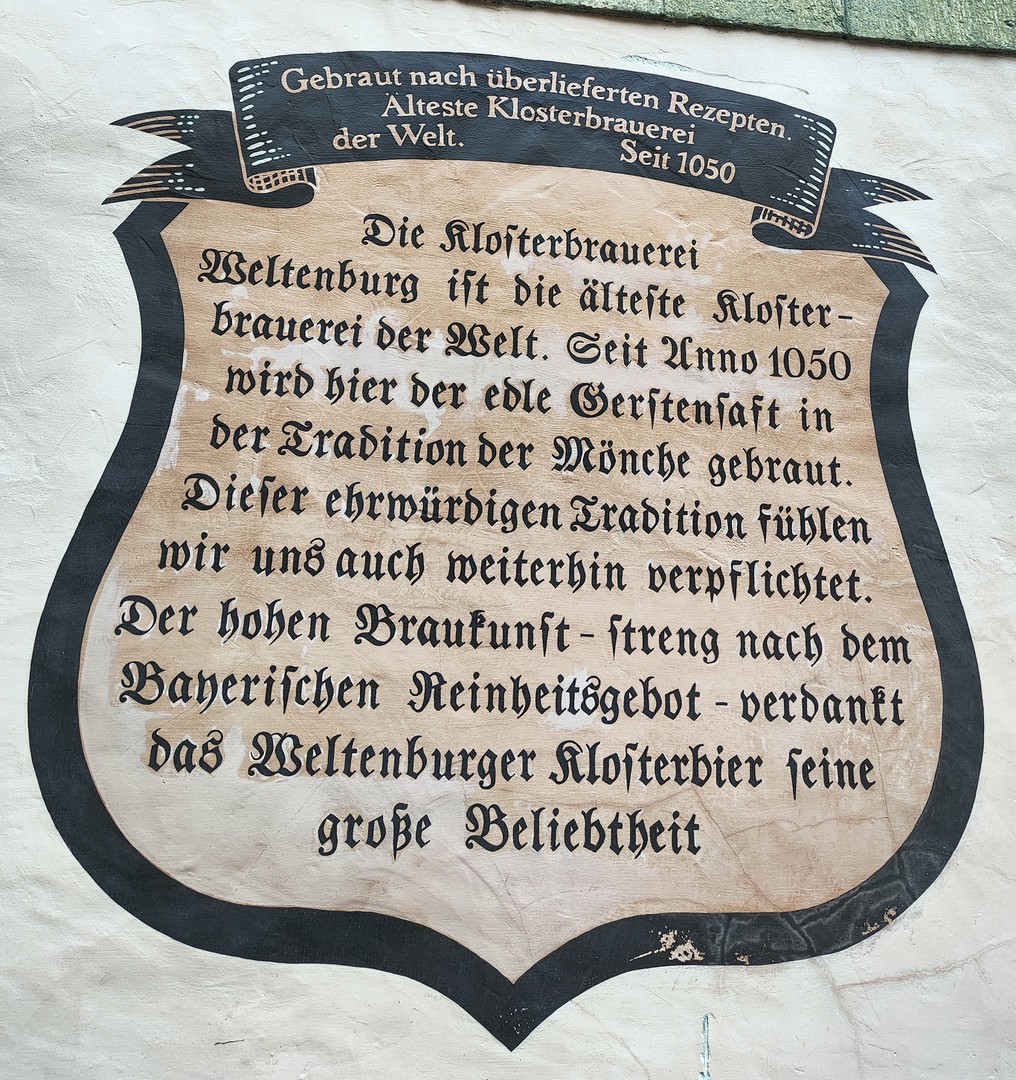 Gebraut nach überlieferten Rezepten.
Älteste Klosterbrauerei
der Welt. Seit 1050
Die Kloſterbrauerei
Weltenburg iſt die älteſte Kloſter-
brauerei der Welt. Seit Anno 1050
wird hier der edle Gerſtenſaft in
der Tradition der Mönche gebraut.
Dieſer ehrwürdigen Tradition fühlen
wir uns auch weiterhin verpflichtet.
Der hohen Braukunſt - ſtreng nach dem
Bayeriſchen Reinheitsgebot - verdankt
das Weltenburger Kloſterbier ſeine
große Beliebtheit